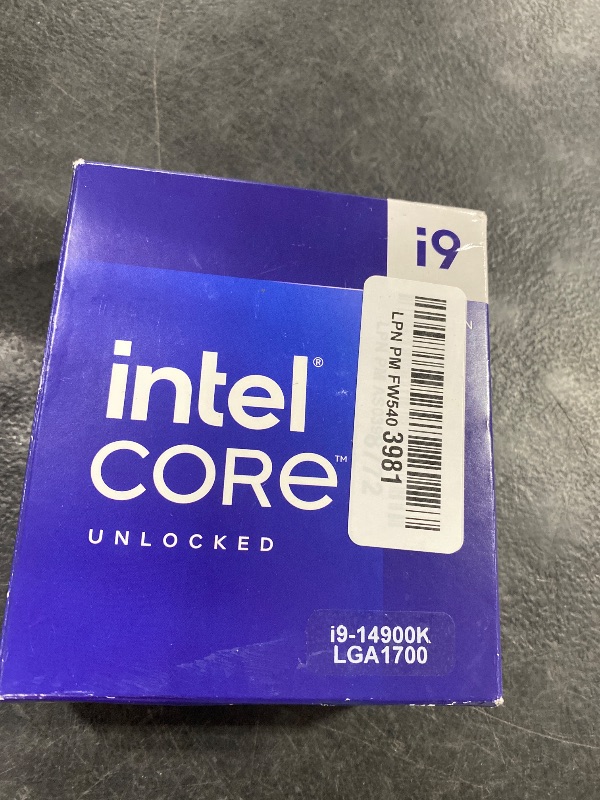 i9
N
intel®
CORE™
UNLOCKED
LPN PM FW540 3981
i9-14900K
LGA1700